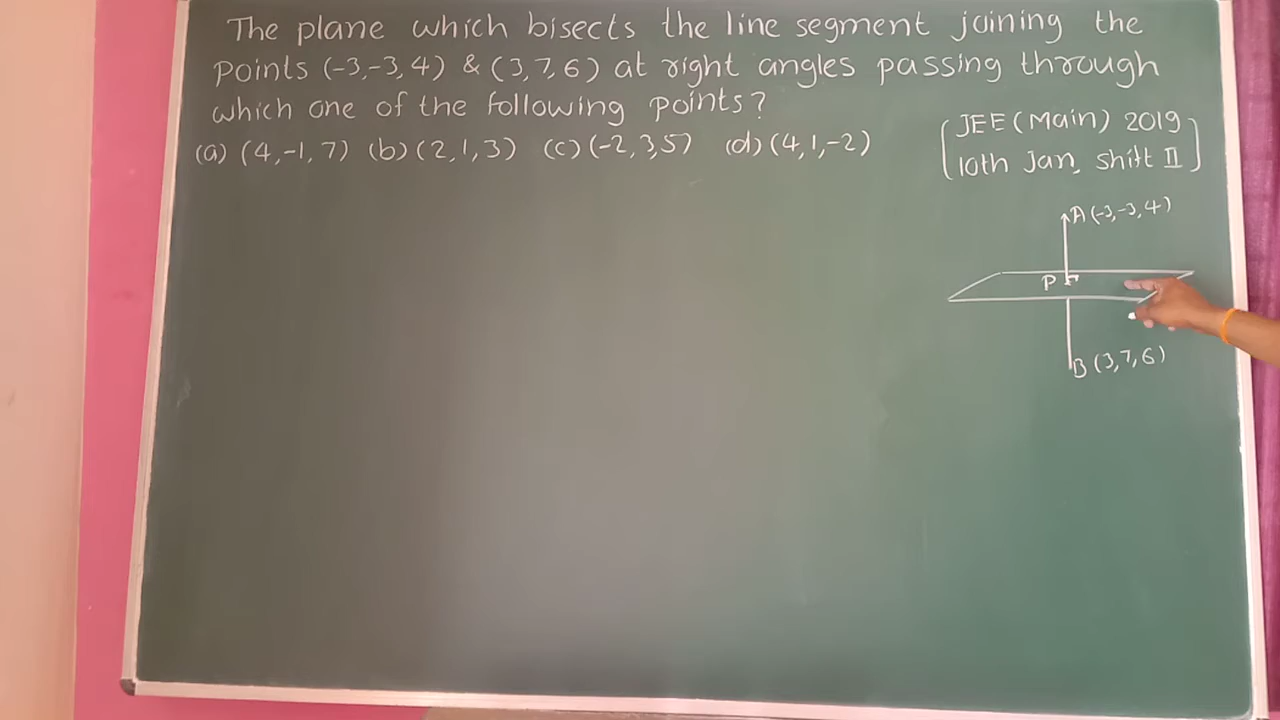 The plane which bisects the line segment joining the
points (-3,-3,4) & (3,7,6) at right angles passing through
which one of the following points?
(a) (4,-1,7) (b) (2,1,3) (c) (-2,3,5) (d) (4,1,-2)
[JEE (Main) 2019
10th Jan, shift II]
A (-3,-3,4)
P
B (3,7,6)